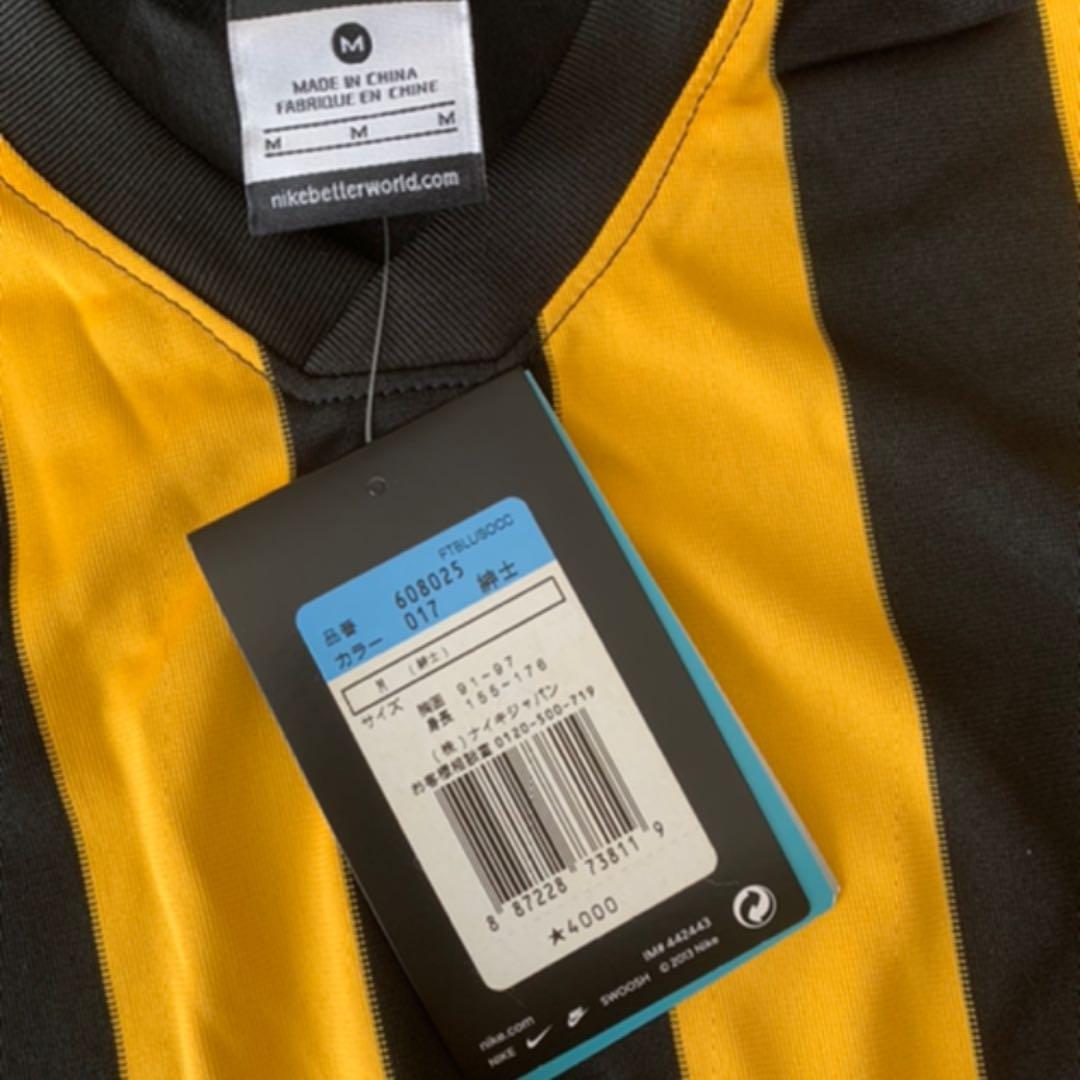 M
MADE IN CHINA
FABRIQUE EN CHINE
M M M
nikebetterworld.com
FTBLUSOCC
品番 608025 紳士
カラー 017
M (紳士)
サイズ 胸囲 91-97
身長 155-176
(株)ナイキジャパン
お客様相談室 0120-500-719
8 87228 73811 9
★4000
IM# 442443
SWOOSH © 2013 Nike
nike.com
NIKE